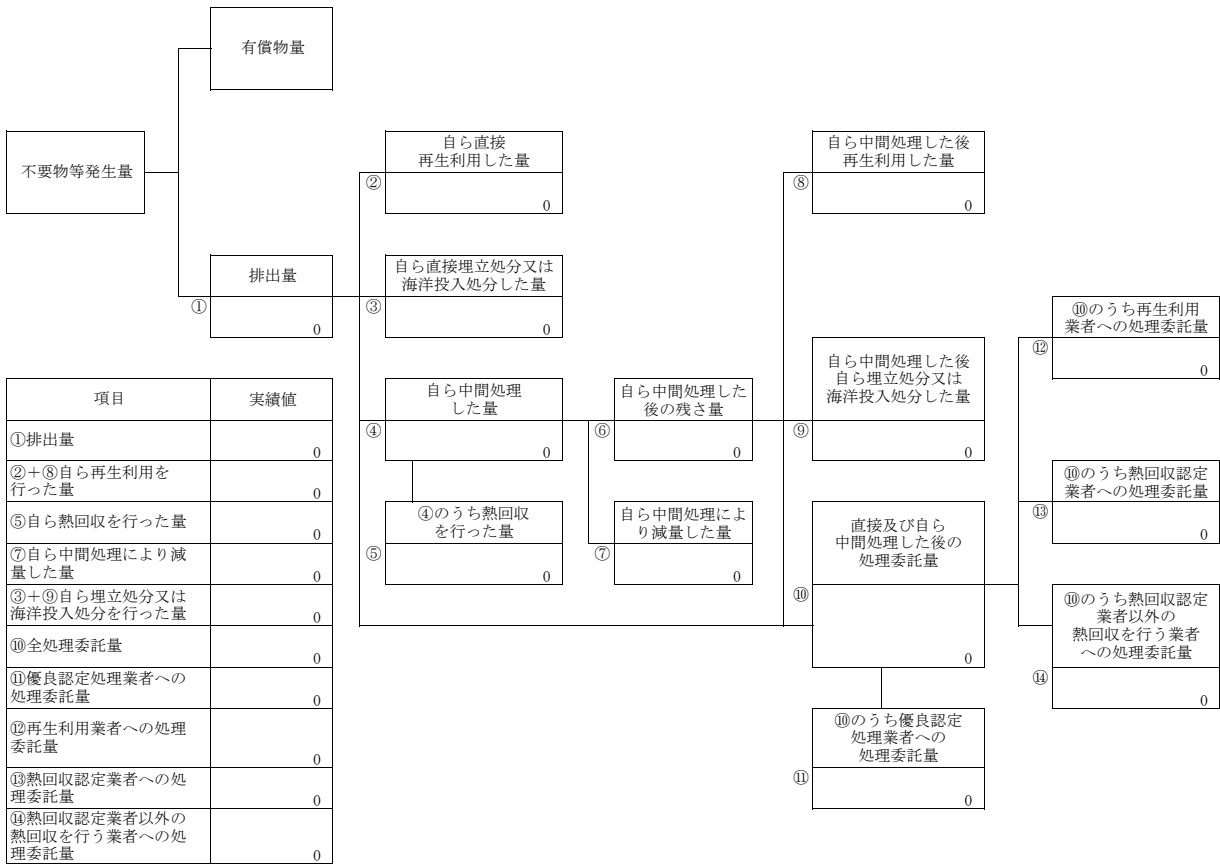 有償物量
不要物等発生量
自ら直接
再生利用した量
②
0
自ら中間処理した後
再生利用した量
⑧
0
排出量
①
0
自ら直接埋立処分又は
海洋投入処分した量
③
0
⑩のうち再生利用
業者への処理委託量
⑫
0
自ら中間処理
した量
④
0
自ら中間処理した
後の残さ量
⑥
0
自ら中間処理した後
自ら埋立処分又は
海洋投入処分した量
⑨
0
⑩のうち熱回収認定
業者への処理委託量
⑬
0
④のうち熱回収
を行った量
⑤
0
自ら中間処理によ
り減量した量
⑦
0
直接及び自ら
中間処理した後の
処理委託量
⑩
0
⑩のうち熱回収認定
業者以外の
熱回収を行う業者
への処理委託量
⑭
0
⑩のうち優良認定
処理業者への
処理委託量
⑪
0
項目 実績値
①排出量
0
②＋⑧自ら再生利用を
行った量
0
⑤自ら熱回収を行った量
0
⑦自ら中間処理により減
量した量
0
③＋⑨自ら埋立処分又は
海洋投入処分を行った量
0
⑩全処理委託量
0
⑪優良認定処理業者への
処理委託量
0
⑫再生利用業者への処理
委託量
0
⑬熱回収認定業者への処
理委託量
0
⑭熱回収認定業者以外の
熱回収を行う業者への処
理委託量
0